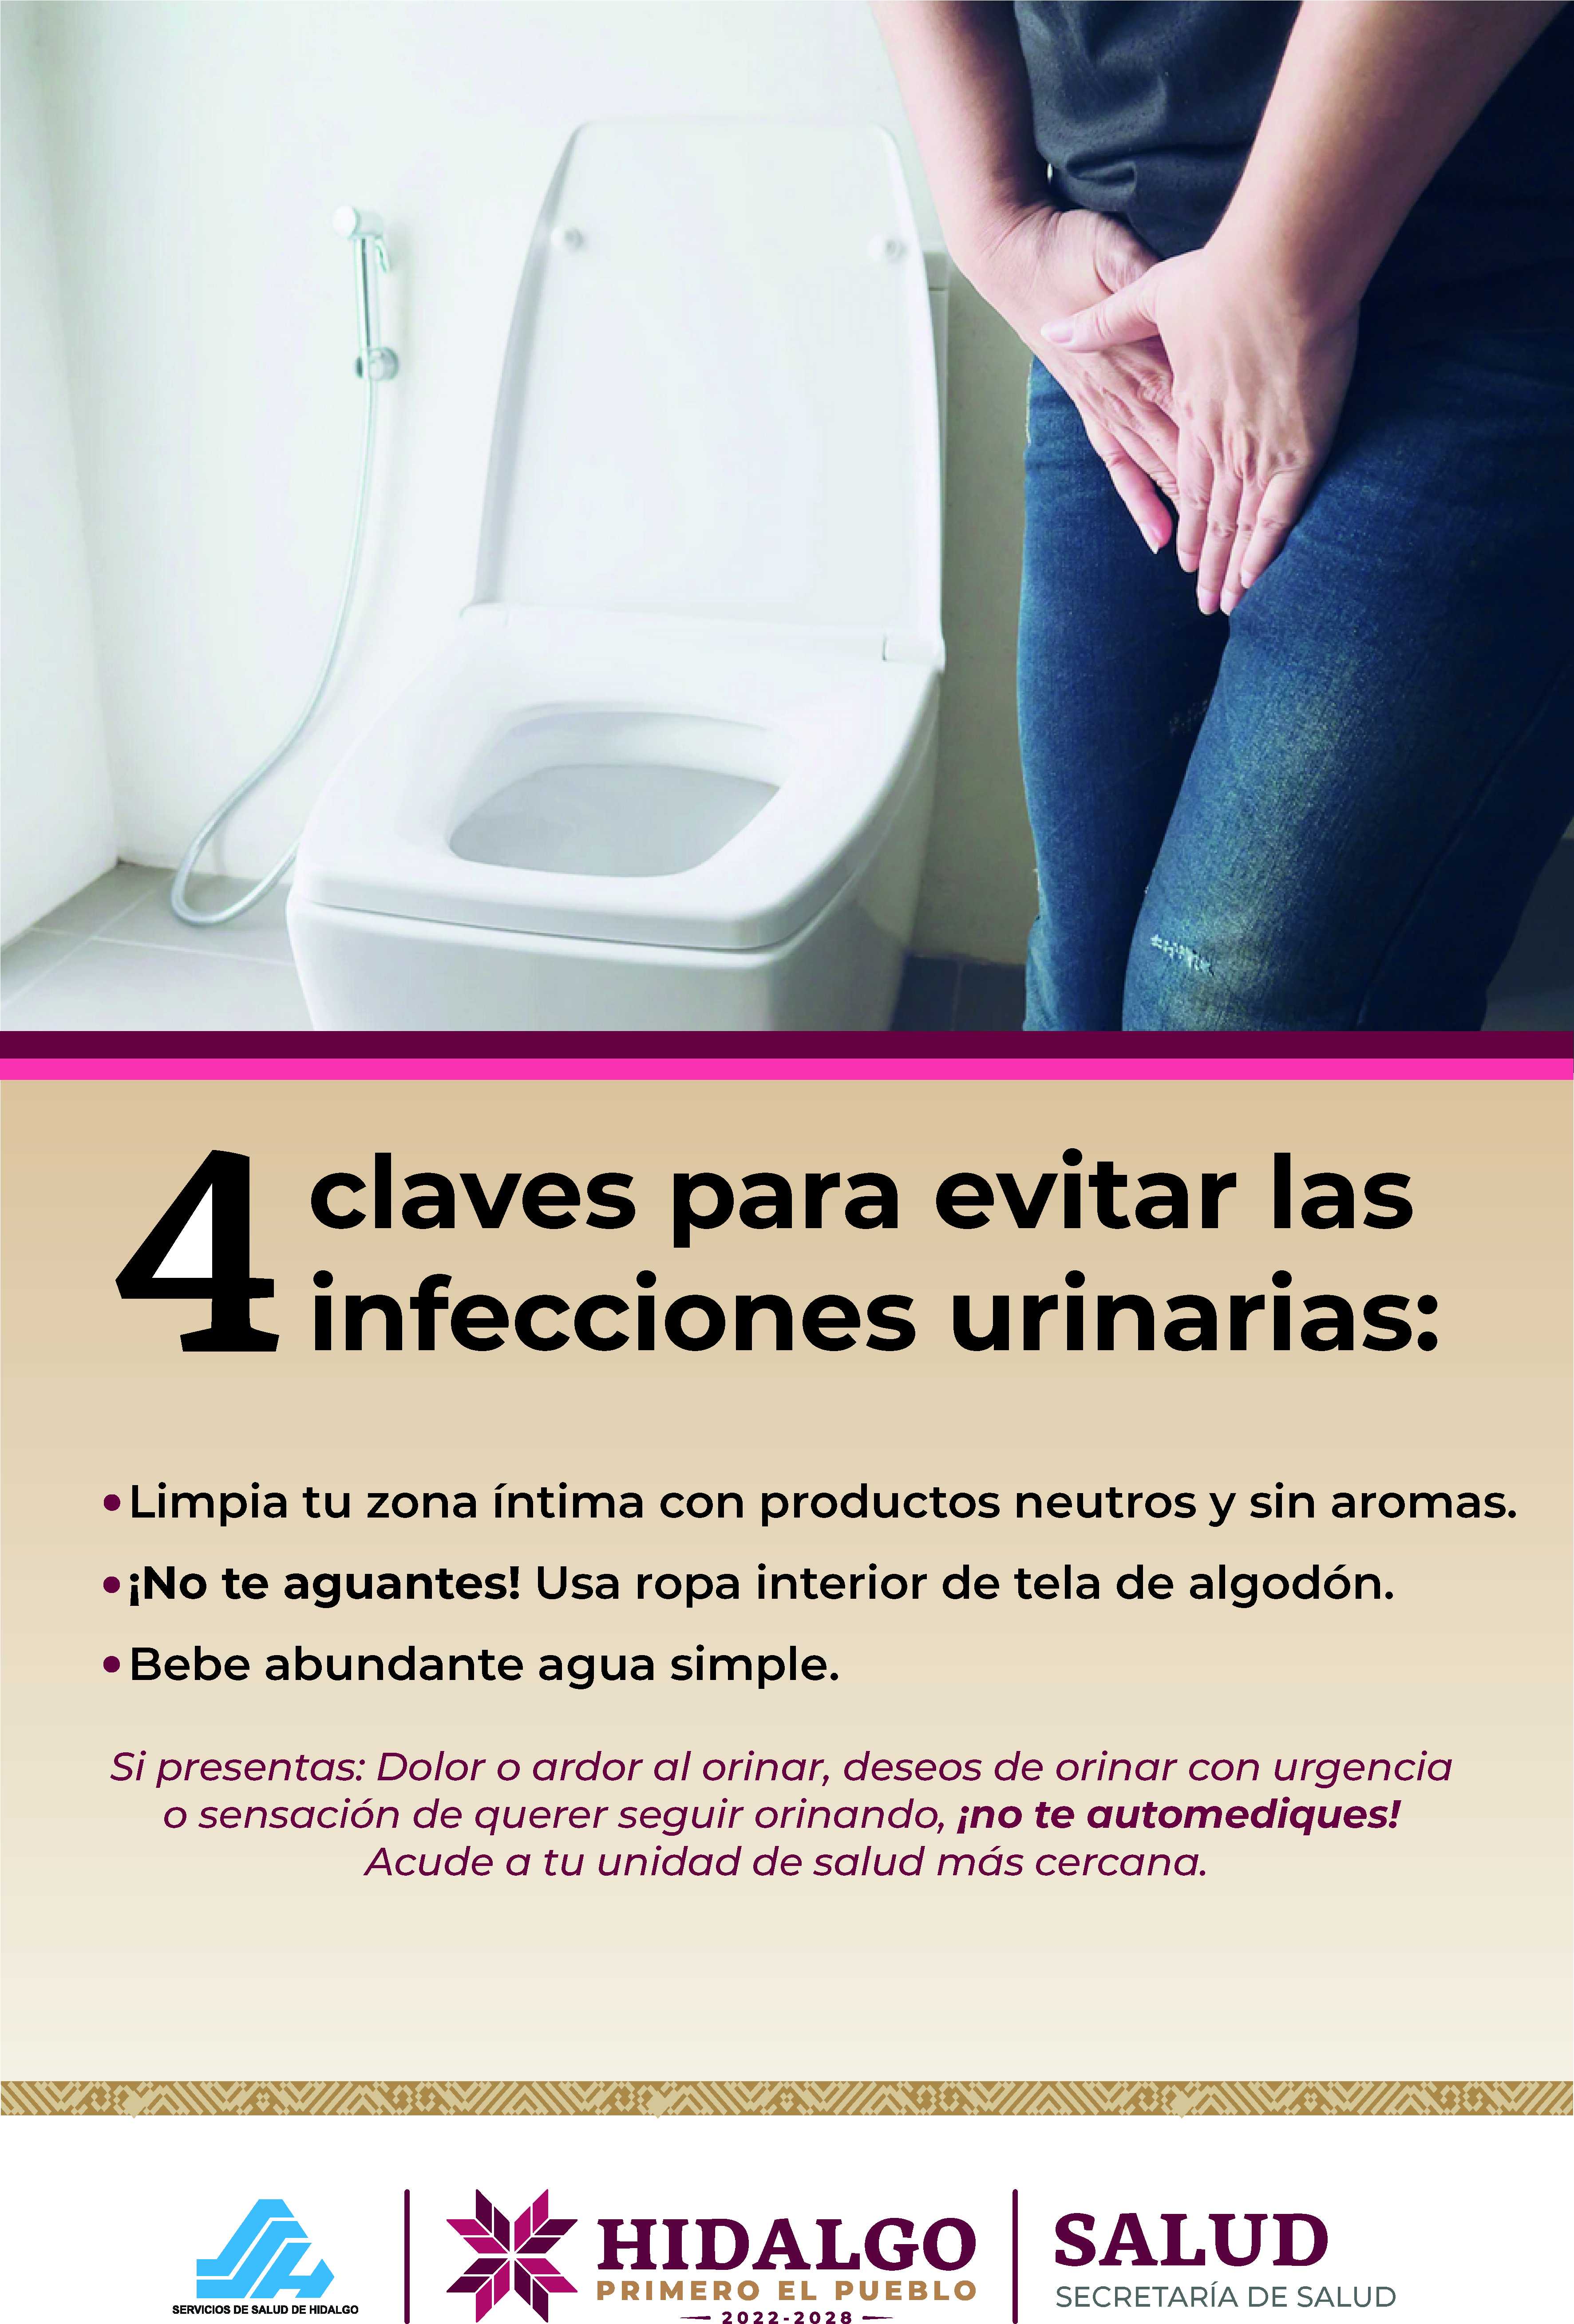 4 claves para evitar las
infecciones urinarias:
•Limpia tu zona íntima con productos neutros y sin aromas.
•¡No te aguantes! Usa ropa interior de tela de algodón.
•Bebe abundante agua simple.
Si presentas: Dolor o ardor al orinar, deseos de orinar con urgencia
o sensación de querer seguir orinando, ¡no te automediques!
Acude a tu unidad de salud más cercana.
SERVICIOS DE SALUD DE HIDALGO
HIDALGO
PRIMERO EL PUEBLO
2022-2028
SALUD
SECRETARÍA DE SALUD